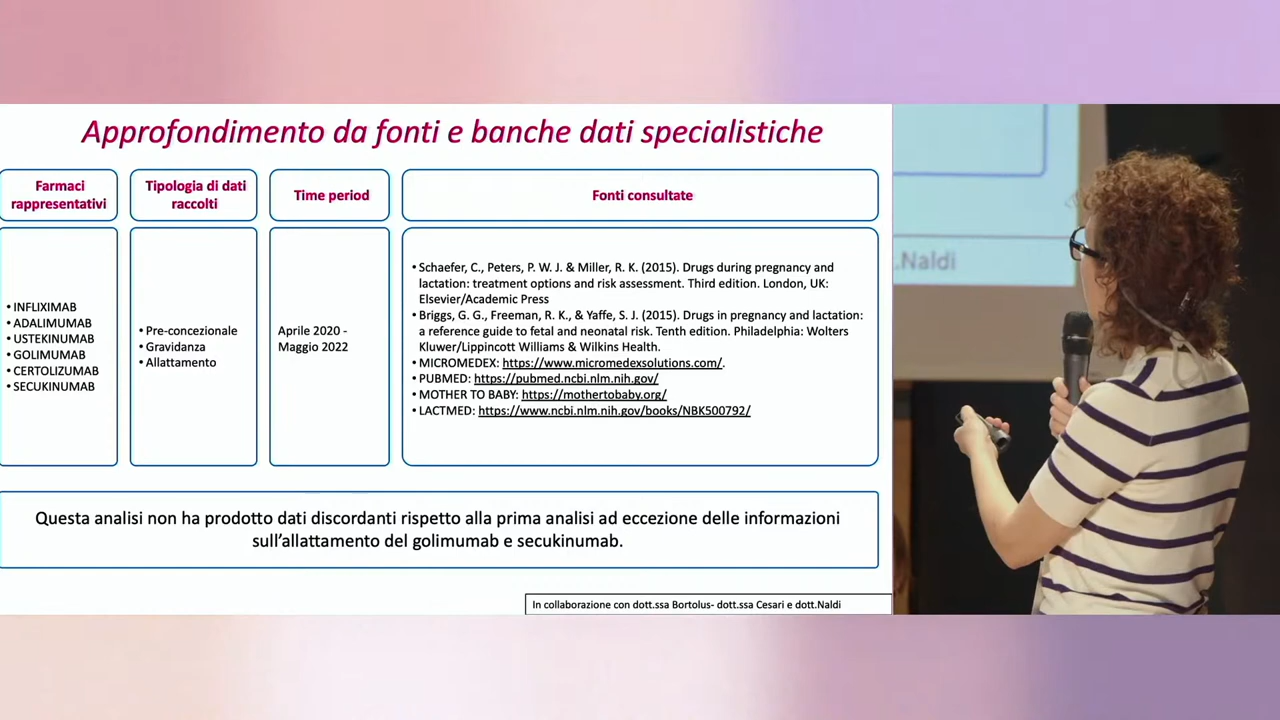 Approfondimento da fonti e banche dati specialistiche
Farmaci
rappresentativi
Tipologia di dati
raccolti
Time period
Fonti consultate
• INFLIXIMAB
• ADALIMUMAB
• USTEKINUMAB
• GOLIMUMAB
• CERTOLIZUMAB
• SECUKINUMAB
• Pre-concezionale
• Gravidanza
• Allattamento
Aprile 2020 -
Maggio 2022
• Schaefer, C., Peters, P. W. J. & Miller, R. K. (2015). Drugs during pregnancy and
lactation: treatment options and risk assessment. Third edition. London, UK:
Elsevier/Academic Press
• Briggs, G. G., Freeman, R. K., & Yaffe, S. J. (2015). Drugs in pregnancy and lactation:
a reference guide to fetal and neonatal risk. Tenth edition. Philadelphia: Wolters
Kluwer/Lippincott Williams & Wilkins Health.
• MICROMEDEX: https://www.micromedexsolutions.com/.
• PUBMED: https://pubmed.ncbi.nlm.nih.gov/
• MOTHER TO BABY: https://mothertobaby.org/
• LACTMED: https://www.ncbi.nlm.nih.gov/books/NBK500792/
Questa analisi non ha prodotto dati discordanti rispetto alla prima analisi ad eccezione delle informazioni
sull'allattamento del golimumab e secukinumab.
In collaborazione con dott.ssa Bortolus- dott.ssa Cesari e dott.Naldi
.Naldi